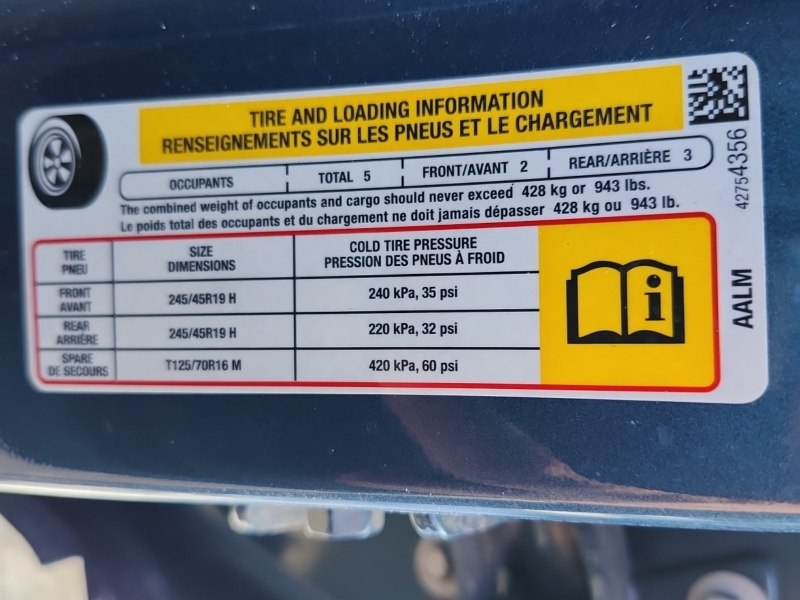 TIRE AND LOADING INFORMATION
RENSEIGNEMENTS SUR LES PNEUS ET LE CHARGEMENT
OCCUPANTS TOTAL 5 FRONT/AVANT 2 REAR/ARRIÈRE 3
The combined weight of occupants and cargo should never exceed 428 kg or 943 lbs.
Le poids total des occupants et du chargement ne doit jamais dépasser 428 kg ou 943 lb.
TIRE SIZE COLD TIRE PRESSURE
PNEU DIMENSIONS PRESSION DES PNEUS À FROID
FRONT
AVANT 245/45R19 H 240 kPa, 35 psi
REAR
ARRIÈRE 245/45R19 H 220 kPa, 32 psi
SPARE
DE SECOURS T125/70R16 M 420 kPa, 60 psi
i
42754356
AALM